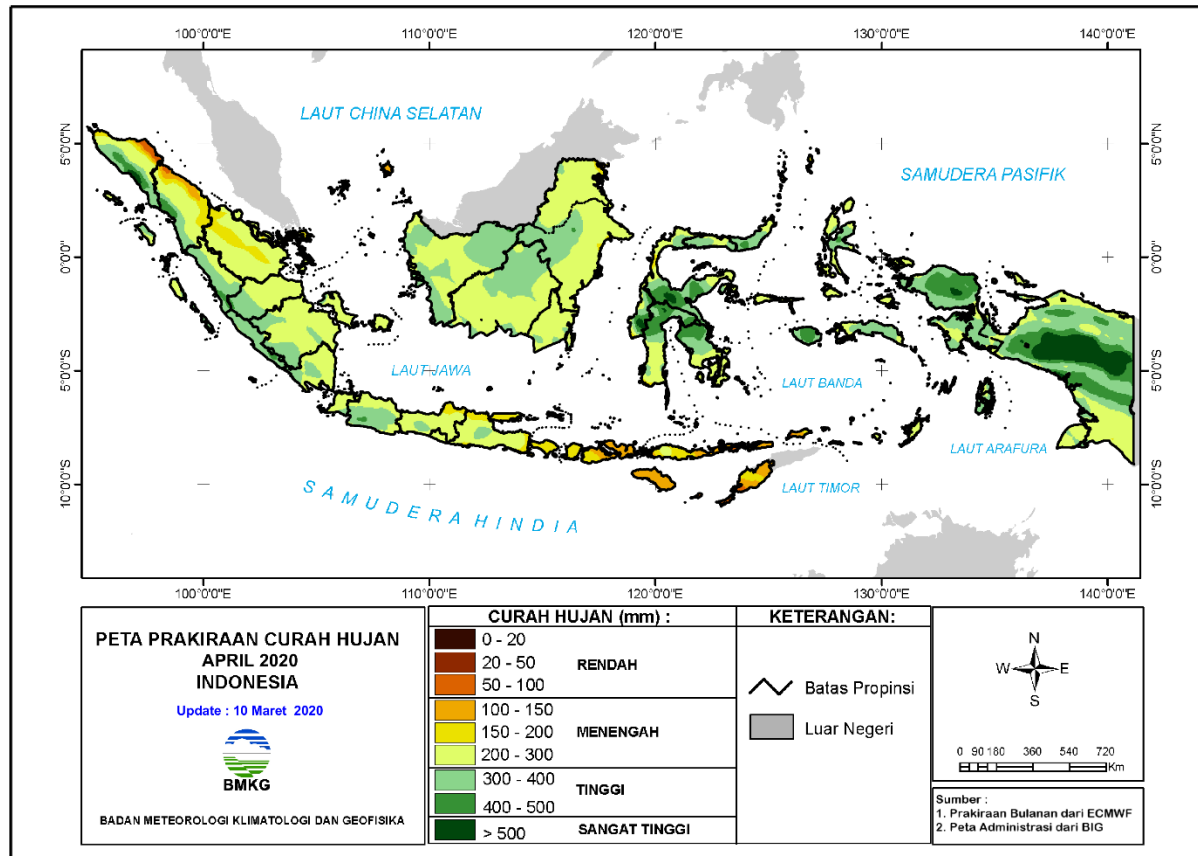 100°0'0"E 110°0'0"E 120°0'0"E 130°0'0"E 140°0'0"E
LAUT CHINA SELATAN
5°0'0"N
5°0'0"N
SAMUDERA PASIFIK
0°0'0"
0°0'0"
LAUT JAWA
LAUT BANDA
5°0'0"S
5°0'0"S
LAUT ARAFURA
LAUT TIMOR
10°0'0"S
10°0'0"S
SAMUDERA HINDIA
100°0'0"E 110°0'0"E 120°0'0"E 130°0'0"E 140°0'0"E
PETA PRAKIRAAN CURAH HUJAN
APRIL 2020
INDONESIA
Update : 10 Maret 2020
BMKG
BADAN METEOROLOGI KLIMATOLOGI DAN GEOFISIKA
CURAH HUJAN (mm) :
0 - 20
20 - 50
50 - 100
RENDAH
100 - 150
150 - 200
200 - 300
MENENGAH
300 - 400
400 - 500
TINGGI
> 500
SANGAT TINGGI
KETERANGAN:
Batas Propinsi
Luar Negeri
N
W E
S
0 90 180 360 540 720
Km
Sumber :
1. Prakiraan Bulanan dari ECMWF
2. Peta Administrasi dari BIG